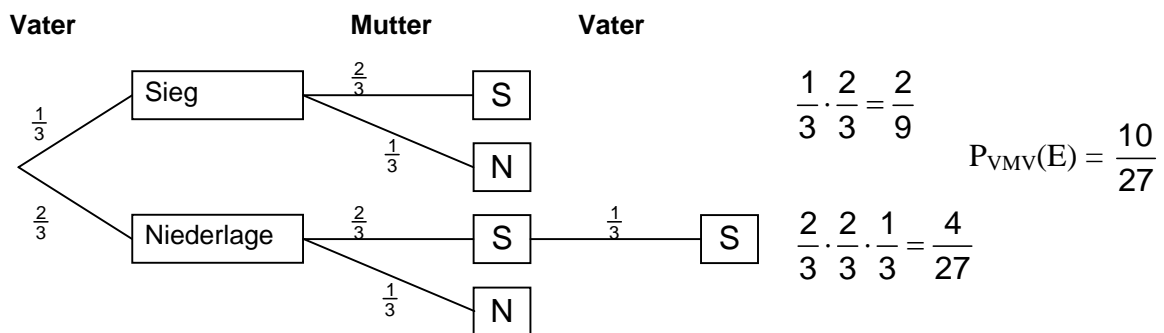 Vater Mutter Vater
1/3 Sieg 2/3 S 1/3 · 2/3 = 2/9
1/3 N
P_VMV(E) = 10/27
2/3 Niederlage 2/3 S 1/3 S 2/3 · 2/3 · 1/3 = 4/27
1/3 N